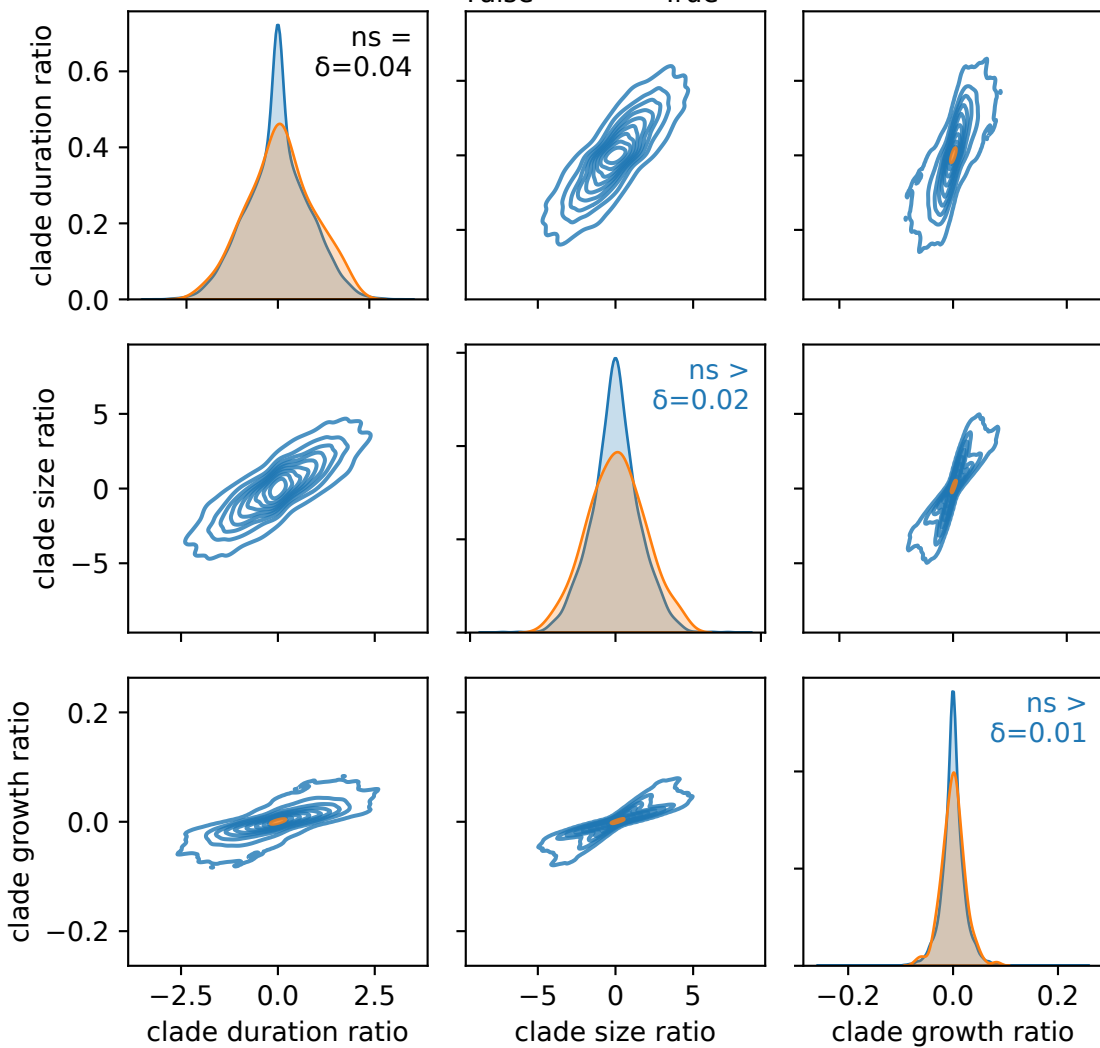 clade duration ratio
0.6
0.4
0.2
0.0
ns =
δ=0.04
clade size ratio
5
0
−5
ns >
δ=0.02
clade growth ratio
0.2
0.0
−0.2
ns >
δ=0.01
−2.5 0.0 2.5
−5 0 5
−0.2 0.0 0.2
clade duration ratio
clade size ratio
clade growth ratio